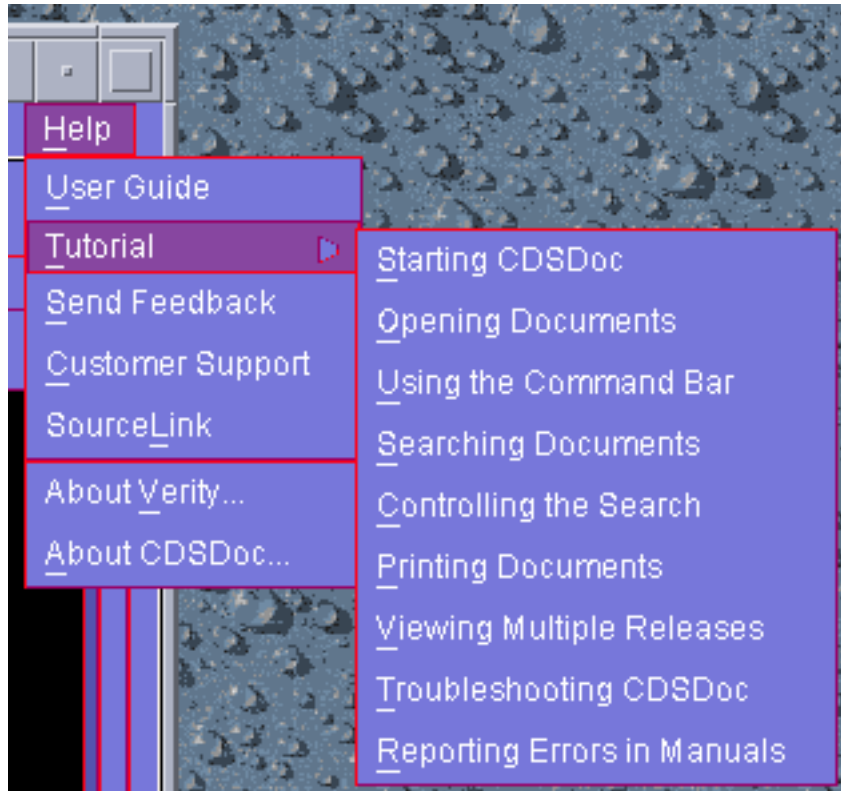 Help
User Guide
Tutorial
Send Feedback
Customer Support
SourceLink
About Verity...
About CDSDoc...
Starting CDSDoc
Opening Documents
Using the Command Bar
Searching Documents
Controlling the Search
Printing Documents
Viewing Multiple Releases
Troubleshooting CDSDoc
Reporting Errors in Manuals